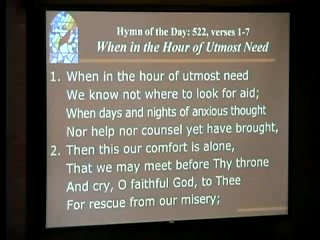 Hymn of the Day: 522, verses 1-7
When in the Hour of Utmost Need
1. When in the hour of utmost need
We know not where to look for aid;
When days and nights of anxious thought
Nor help nor counsel yet have brought,
2. Then this our comfort is alone,
That we may meet before Thy throne
And cry, O faithful God, to Thee
For rescue from our misery;